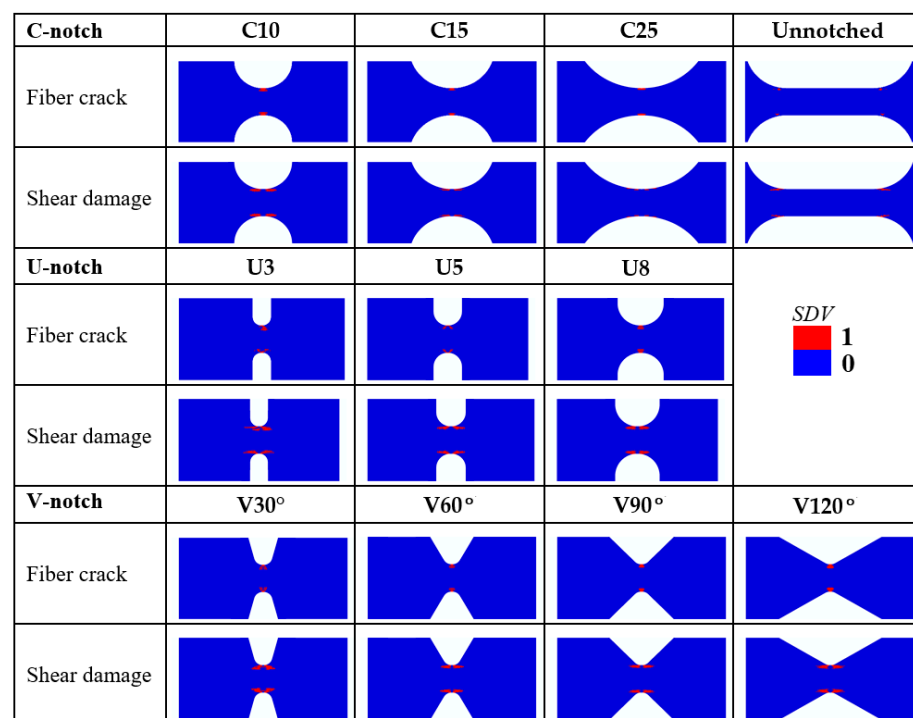 C-notch C10 C15 C25 Unnotched
Fiber crack
Shear damage
U-notch U3 U5 U8
Fiber crack
SDV
1
0
Shear damage
V-notch V30° V60° V90° V120°
Fiber crack
Shear damage